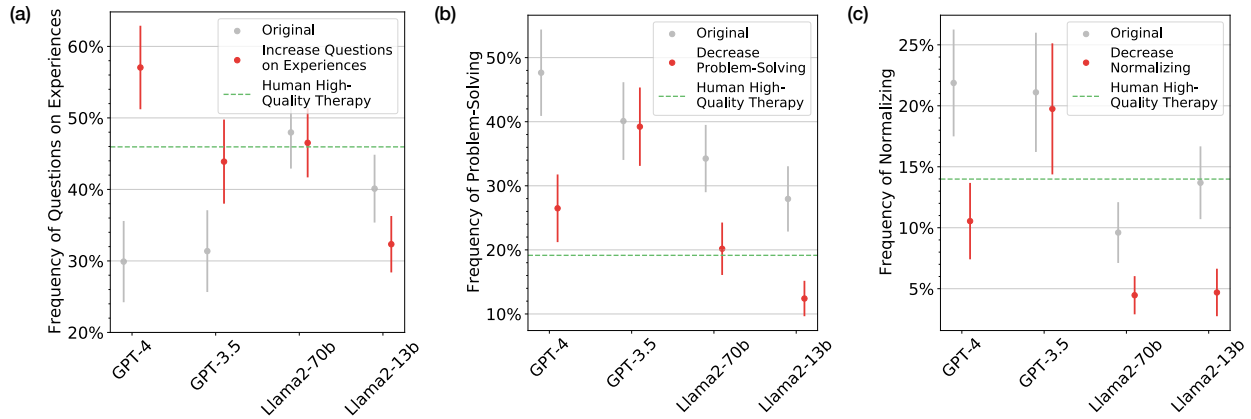 (a)
Frequency of Questions on Experiences
60%
50%
40%
30%
20%
Original
Increase Questions
on Experiences
Human High-
Quality Therapy
GPT-4
GPT-3.5
Llama2-70b
Llama2-13b
(b)
Frequency of Problem-Solving
50%
40%
30%
20%
10%
Original
Decrease
Problem-Solving
Human High-
Quality Therapy
GPT-4
GPT-3.5
Llama2-70b
Llama2-13b
(c)
Frequency of Normalizing
25%
20%
15%
10%
5%
Original
Decrease
Normalizing
Human High-
Quality Therapy
GPT-4
GPT-3.5
Llama2-70b
Llama2-13b